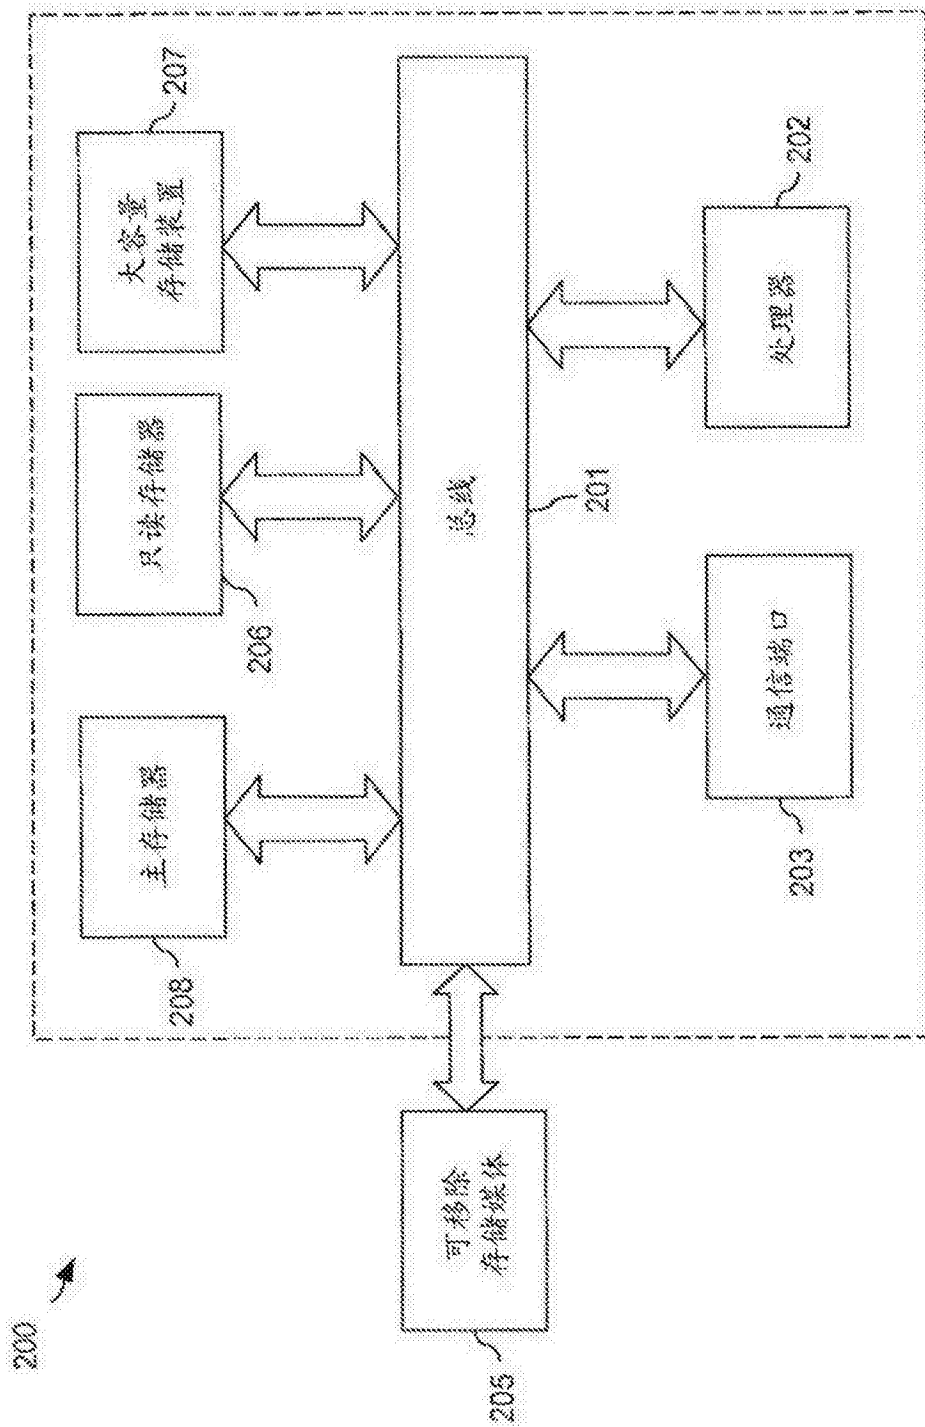 200
208
主存储器
206
只读存储器
207
大容量
存储装置
可移除
存储媒体
205
总线
201
203
通信端口
202
处理器